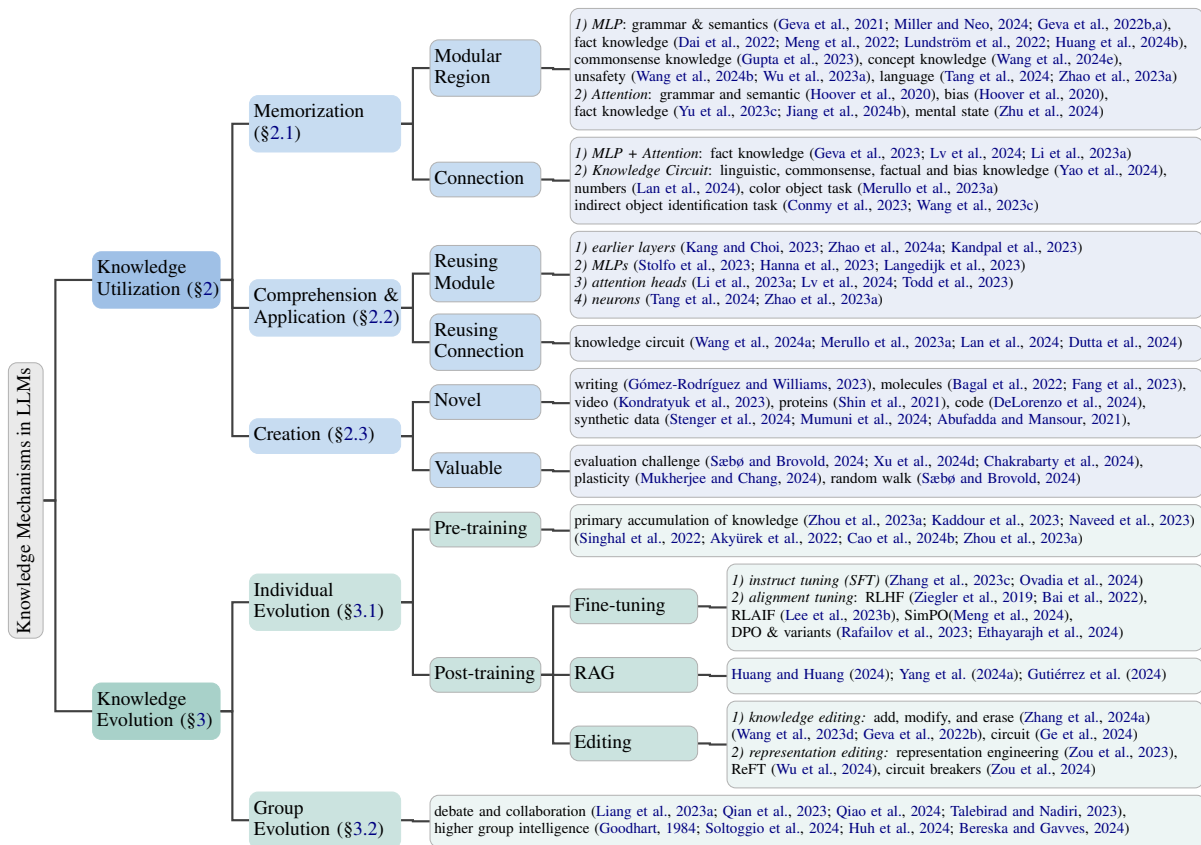 Knowledge Mechanisms in LLMs
Knowledge
Utilization (§2)
Memorization
(§2.1)
Modular
Region
1) MLP: grammar & semantics (Geva et al., 2021; Miller and Neo, 2024; Geva et al., 2022b,a),
fact knowledge (Dai et al., 2022; Meng et al., 2022; Lundström et al., 2022; Huang et al., 2024b),
commonsense knowledge (Gupta et al., 2023), concept knowledge (Wang et al., 2024e),
unsafety (Wang et al., 2024b; Wu et al., 2023a), language (Tang et al., 2024; Zhao et al., 2023a)
2) Attention: grammar and semantic (Hoover et al., 2020), bias (Hoover et al., 2020),
fact knowledge (Yu et al., 2023c; Jiang et al., 2024b), mental state (Zhu et al., 2024)
Connection
1) MLP + Attention: fact knowledge (Geva et al., 2023; Lv et al., 2024; Li et al., 2023a)
2) Knowledge Circuit: linguistic, commonsense, factual and bias knowledge (Yao et al., 2024),
numbers (Lan et al., 2024), color object task (Merullo et al., 2023a)
indirect object identification task (Conmy et al., 2023; Wang et al., 2023c)
Comprehension &
Application (§2.2)
Reusing
Module
1) earlier layers (Kang and Choi, 2023; Zhao et al., 2024a; Kandpal et al., 2023)
2) MLPs (Stolfo et al., 2023; Hanna et al., 2023; Langedijk et al., 2023)
3) attention heads (Li et al., 2023a; Lv et al., 2024; Todd et al., 2023)
4) neurons (Tang et al., 2024; Zhao et al., 2023a)
Reusing
Connection
knowledge circuit (Wang et al., 2024a; Merullo et al., 2023a; Lan et al., 2024; Dutta et al., 2024)
Creation (§2.3)
Novel
writing (Gómez-Rodríguez and Williams, 2023), molecules (Bagal et al., 2022; Fang et al., 2023),
video (Kondratyuk et al., 2023), proteins (Shin et al., 2021), code (DeLorenzo et al., 2024),
synthetic data (Stenger et al., 2024; Mumuni et al., 2024; Abufadda and Mansour, 2021),
Valuable
evaluation challenge (Sæbø and Brovold, 2024; Xu et al., 2024d; Chakrabarty et al., 2024),
plasticity (Mukherjee and Chang, 2024), random walk (Sæbø and Brovold, 2024)
Knowledge
Evolution (§3)
Individual
Evolution (§3.1)
Pre-training
primary accumulation of knowledge (Zhou et al., 2023a; Kaddour et al., 2023; Naveed et al., 2023)
(Singhal et al., 2022; Akyürek et al., 2022; Cao et al., 2024b; Zhou et al., 2023a)
Post-training
Fine-tuning
1) instruct tuning (SFT) (Zhang et al., 2023c; Ovadia et al., 2024)
2) alignment tuning: RLHF (Ziegler et al., 2019; Bai et al., 2022),
RLAIF (Lee et al., 2023b), SimPO(Meng et al., 2024),
DPO & variants (Rafailov et al., 2023; Ethayarajh et al., 2024)
RAG
Huang and Huang (2024); Yang et al. (2024a); Gutiérrez et al. (2024)
Editing
1) knowledge editing: add, modify, and erase (Zhang et al., 2024a)
(Wang et al., 2023d; Geva et al., 2022b), circuit (Ge et al., 2024)
2) representation editing: representation engineering (Zou et al., 2023),
ReFT (Wu et al., 2024), circuit breakers (Zou et al., 2024)
Group
Evolution (§3.2)
debate and collaboration (Liang et al., 2023a; Qian et al., 2023; Qiao et al., 2024; Talebirad and Nadiri, 2023),
higher group intelligence (Goodhart, 1984; Soltoggio et al., 2024; Huh et al., 2024; Bereska and Gavves, 2024)